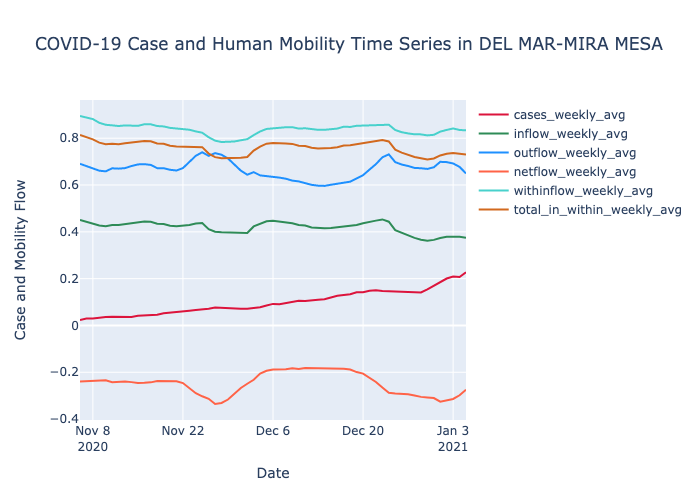 COVID-19 Case and Human Mobility Time Series in DEL MAR-MIRA MESA
cases_weekly_avg
inflow_weekly_avg
outflow_weekly_avg
netflow_weekly_avg
withinflow_weekly_avg
total_in_within_weekly_avg
Case and Mobility Flow
0.8
0.6
0.4
0.2
0
−0.2
−0.4
Nov 8
2020
Nov 22
Dec 6
Dec 20
Jan 3
2021
Date